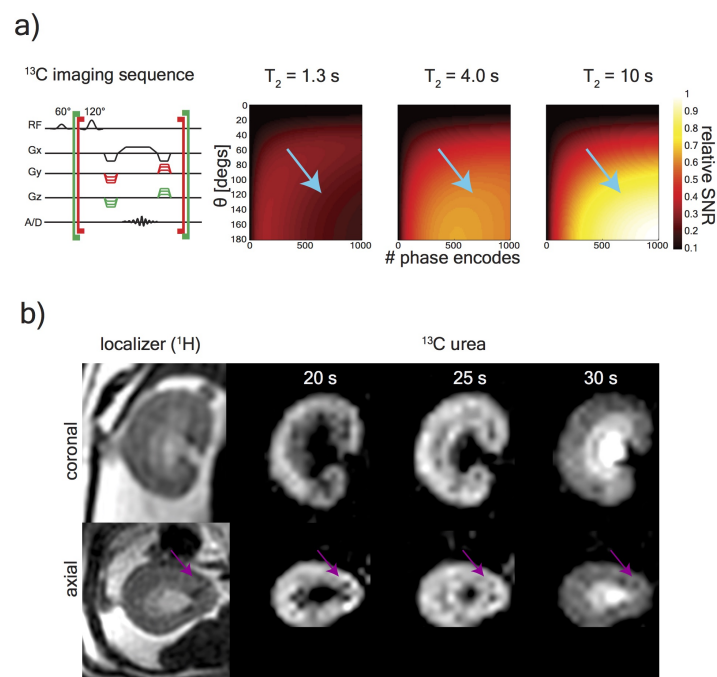 a)
¹³C imaging sequence
T₂ = 1.3 s
T₂ = 4.0 s
T₂ = 10 s
60°
120°
RF
Gx
Gy
Gz
A/D
θ [degs]
0
20
40
60
80
100
120
140
160
180
0
1000
0
1000
0
1000
# phase encodes
1
0.9
0.8
0.7
0.6
0.5
0.4
0.3
0.2
0.1
relative SNR
b)
localizer (¹H)
¹³C urea
20 s
25 s
30 s
coronal
axial